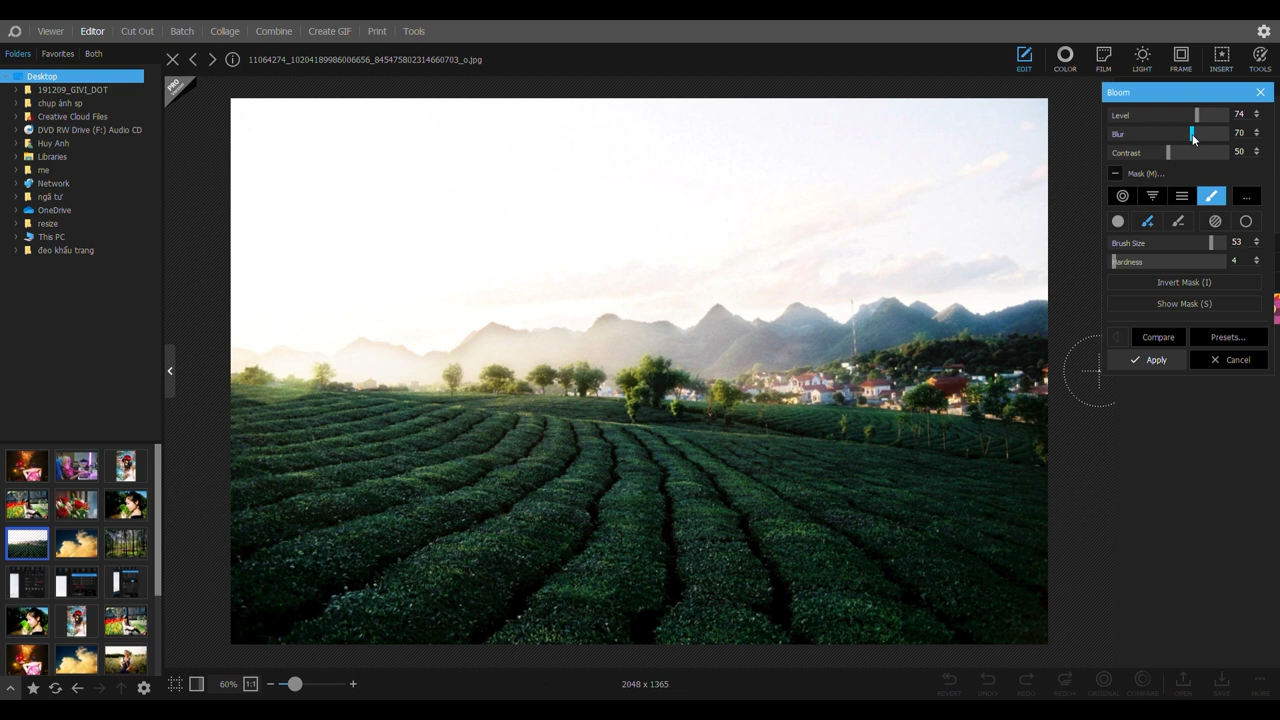 Viewer Editor Cut Out Batch Collage Combine Create GIF Print Tools
Folders Favorites Both
11064274_10204189986006656_845475802314660703_o.jpg
EDIT COLOR FILM LIGHT FRAME INSERT TOOLS
PRO
Desktop
191209_GIVI_DOT
chụp ảnh sp
Creative Cloud Files
DVD RW Drive (F:) Audio CD
Huy Anh
Libraries
me
Network
ngã tư
OneDrive
resize
This PC
đeo khẩu trang
Bloom
Level 74
Blur 70
Contrast 50
Mask (M)...
...
Brush Size 53
Hardness 4
Invert Mask (I)
Show Mask (S)
Compare Presets...
Apply Cancel
60% 1:1 2048 x 1365
REVERT UNDO REDO REDO+ ORIGINAL COMPARE OPEN SAVE MORE